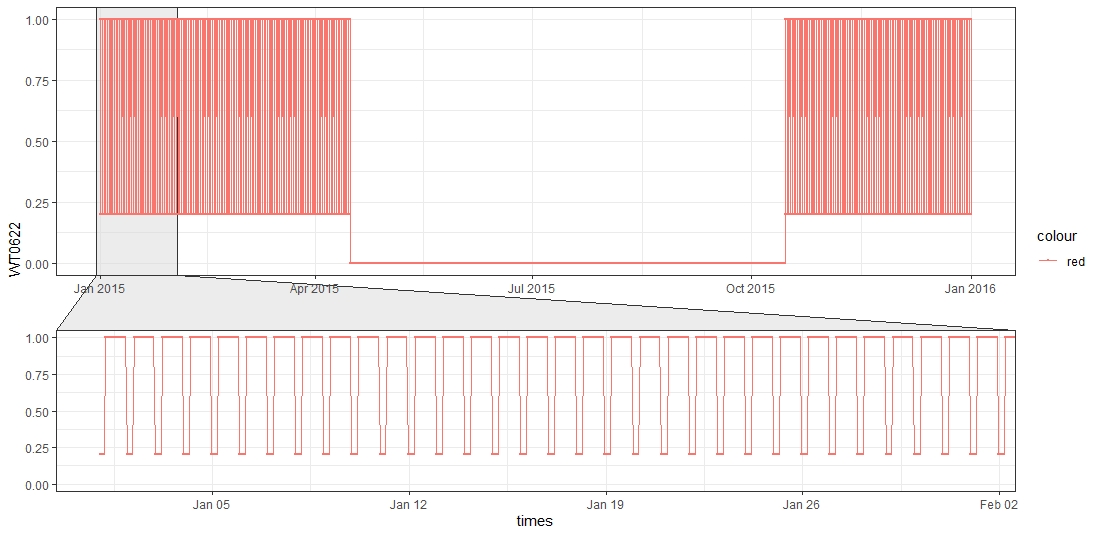 1.00
0.75
0.50
0.25
0.00
Jan 2015
Apr 2015
Jul 2015
Oct 2015
Jan 2016
WT0622
colour
red
1.00
0.75
0.50
0.25
0.00
Jan 05
Jan 12
Jan 19
Jan 26
Feb 02
times